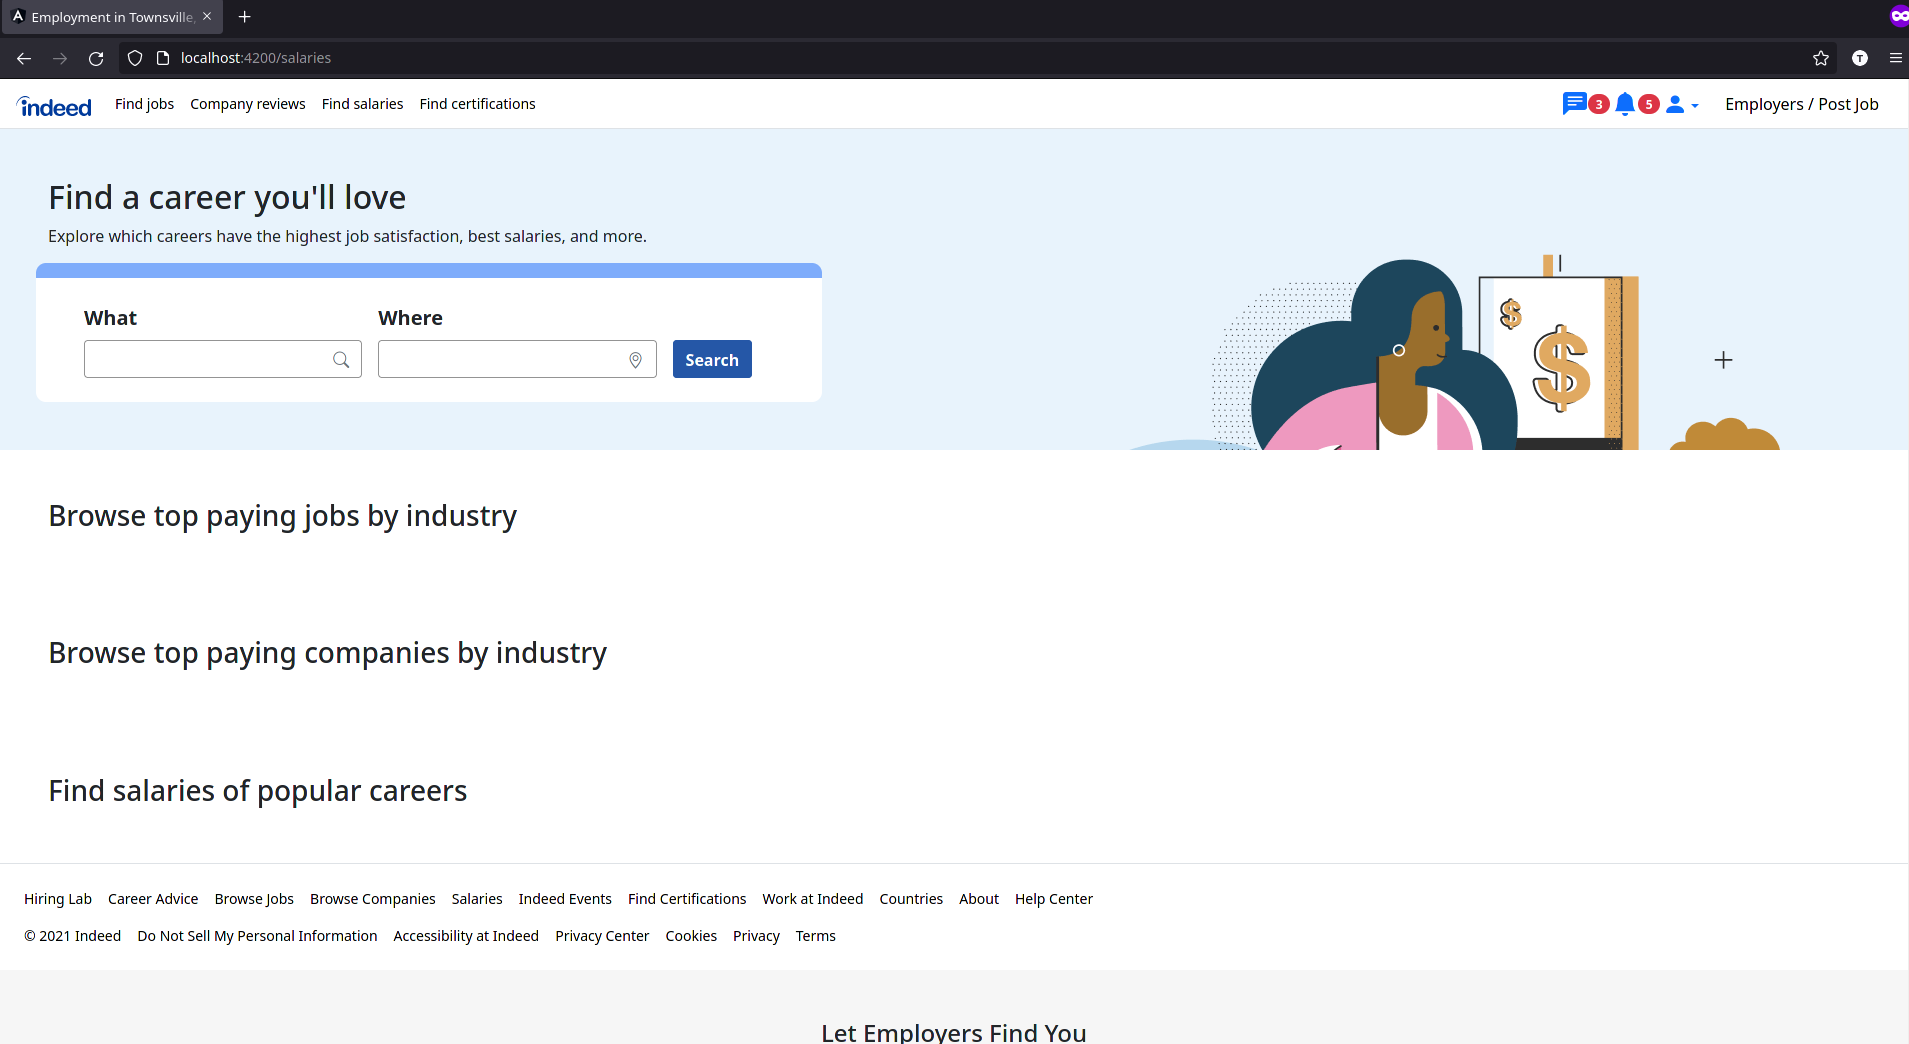 Employment in Townsville,
localhost:4200/salaries
T
indeed Find jobs Company reviews Find salaries Find certifications 3 5 Employers / Post Job
Find a career you'll love
Explore which careers have the highest job satisfaction, best salaries, and more.
What Where
Search
$
$
Browse top paying jobs by industry
Browse top paying companies by industry
Find salaries of popular careers
Hiring Lab Career Advice Browse Jobs Browse Companies Salaries Indeed Events Find Certifications Work at Indeed Countries About Help Center
© 2021 Indeed Do Not Sell My Personal Information Accessibility at Indeed Privacy Center Cookies Privacy Terms
Let Employers Find You